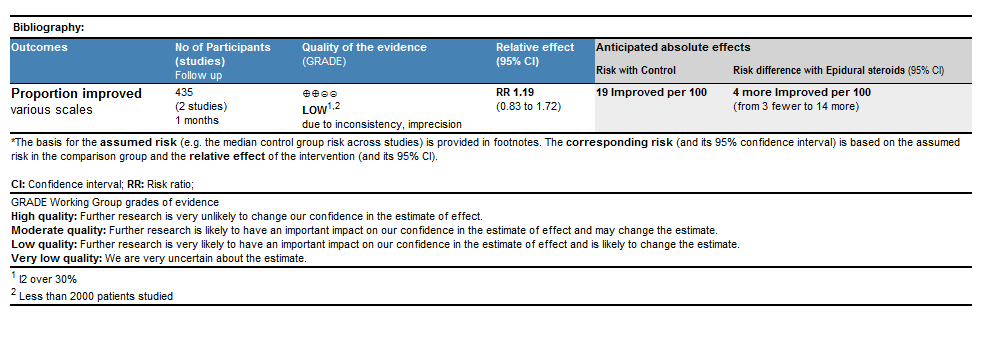 Bibliography:
Outcomes No of Participants Quality of the evidence Relative effect Anticipated absolute effects
(studies) (GRADE) (95% CI)
Follow up Risk with Control Risk difference with Epidural steroids (95% CI)
Proportion improved 435 ⊕⊕⊝⊝ RR 1.19 19 Improved per 100 4 more Improved per 100
various scales (2 studies) LOW1,2 (0.83 to 1.72) (from 3 fewer to 14 more)
1 months due to inconsistency, imprecision
*The basis for the assumed risk (e.g. the median control group risk across studies) is provided in footnotes. The corresponding risk (and its 95% confidence interval) is based on the assumed
risk in the comparison group and the relative effect of the intervention (and its 95% CI).
CI: Confidence interval; RR: Risk ratio;
GRADE Working Group grades of evidence
High quality: Further research is very unlikely to change our confidence in the estimate of effect.
Moderate quality: Further research is likely to have an important impact on our confidence in the estimate of effect and may change the estimate.
Low quality: Further research is very likely to have an important impact on our confidence in the estimate of effect and is likely to change the estimate.
Very low quality: We are very uncertain about the estimate.
1 I2 over 30%
2 Less than 2000 patients studied